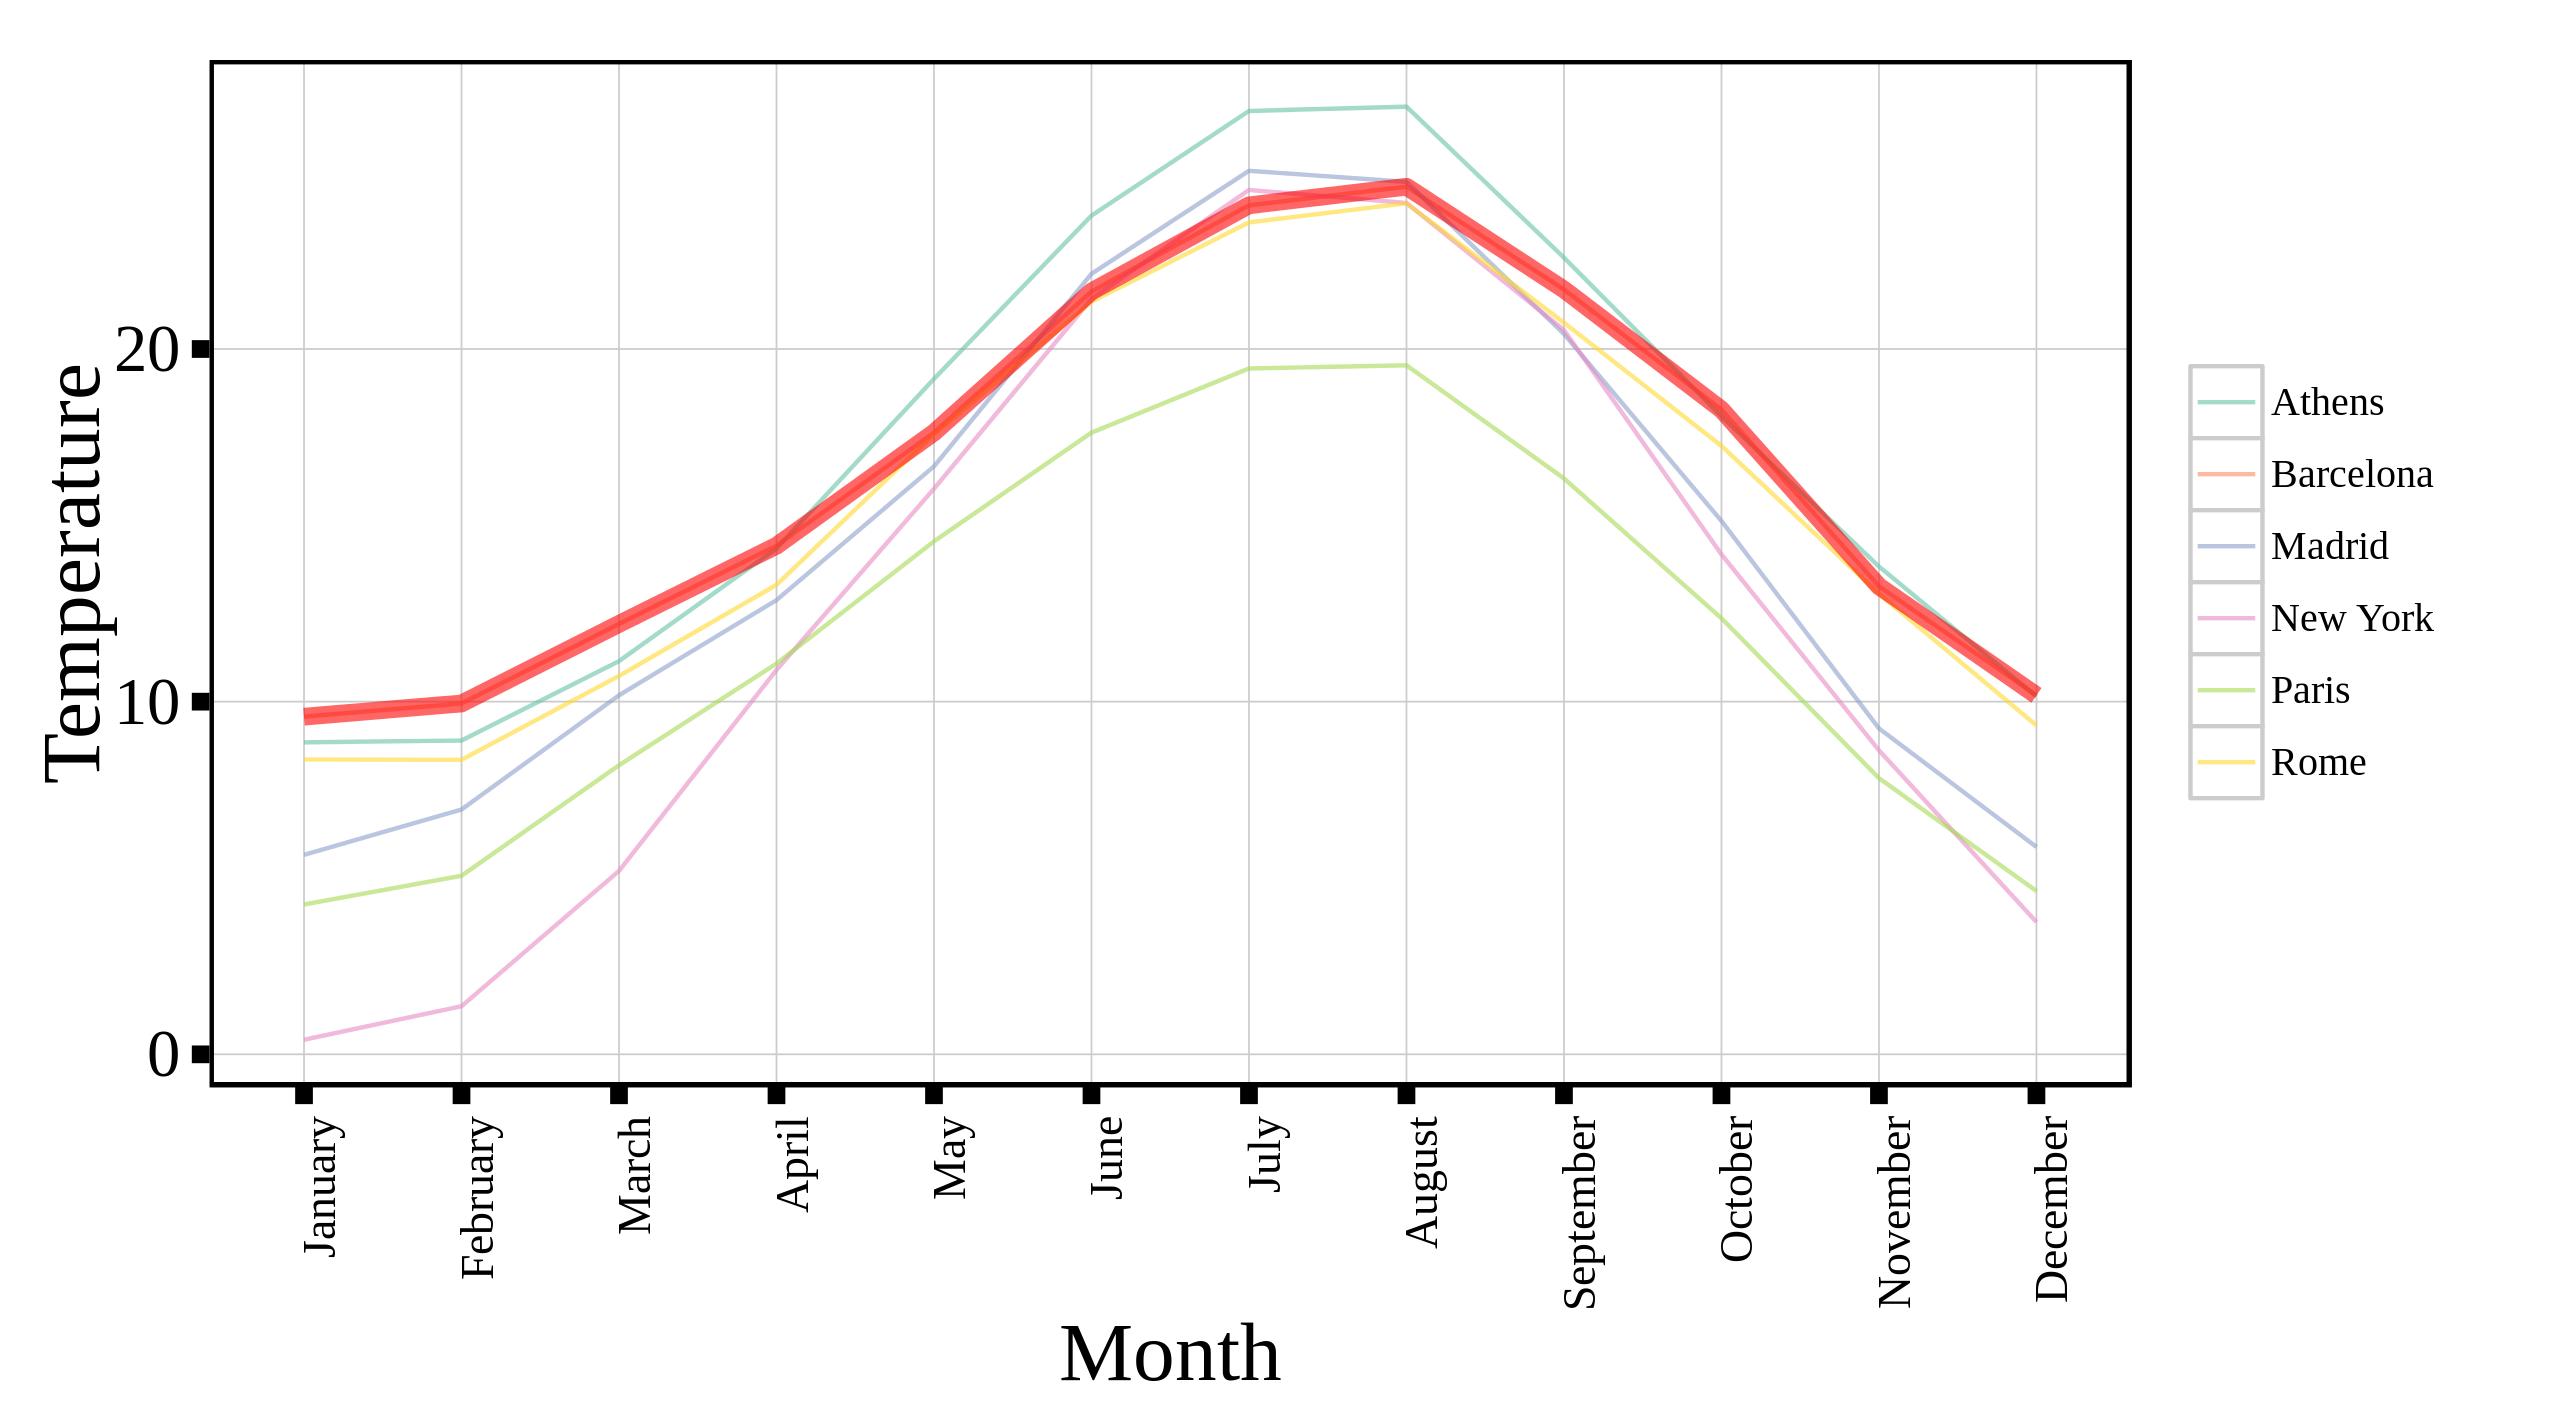 Temperature
20
10
0
January
February
March
April
May
June
July
August
September
October
November
December
Month
Athens
Barcelona
Madrid
New York
Paris
Rome